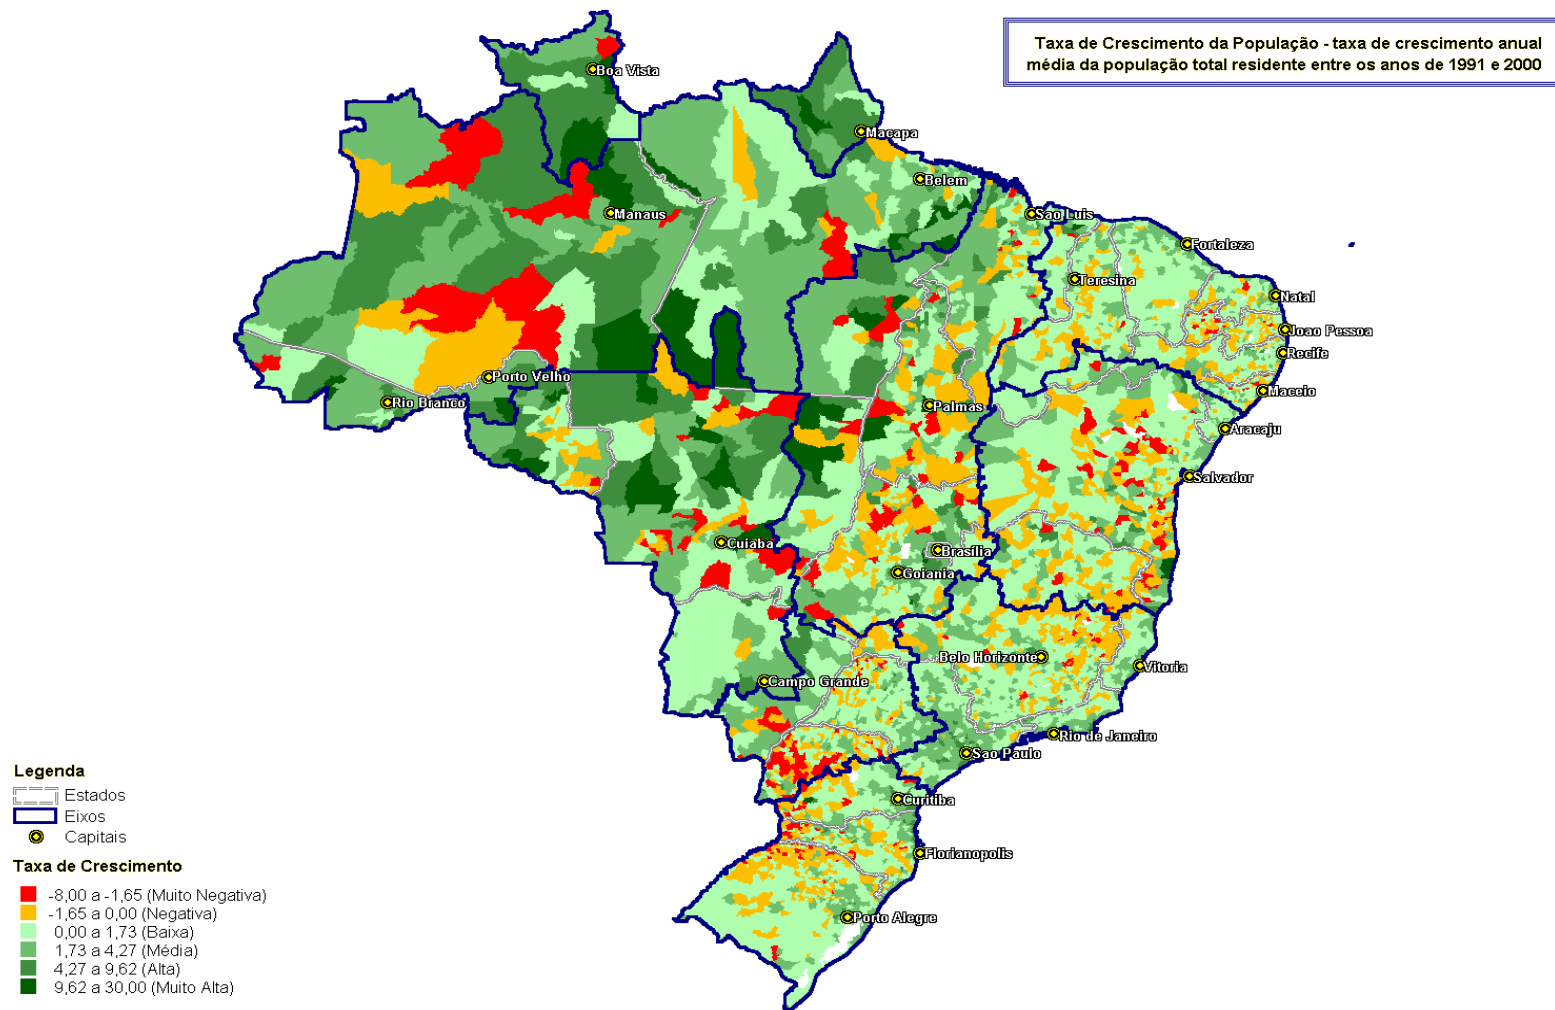 Taxa de Crescimento da População - taxa de crescimento anual
média da população total residente entre os anos de 1991 e 2000
Boa Vista
Macapa
Belem
Manaus
Sao Luis
Fortaleza
Teresina
Natal
Joao Pessoa
Recife
Porto Velho
Maceio
Rio Branco
Palmas
Aracaju
Salvador
Cuiaba
Brasília
Goiania
Belo Horizonte
Vitoria
Campo Grande
Rio de Janeiro
Sao Paulo
Curitiba
Florianopolis
Porto Alegre
Legenda
Estados
Eixos
Capitais
Taxa de Crescimento
-8,00 a -1,65 (Muito Negativa)
-1,65 a 0,00 (Negativa)
0,00 a 1,73 (Baixa)
1,73 a 4,27 (Média)
4,27 a 9,62 (Alta)
9,62 a 30,00 (Muito Alta)